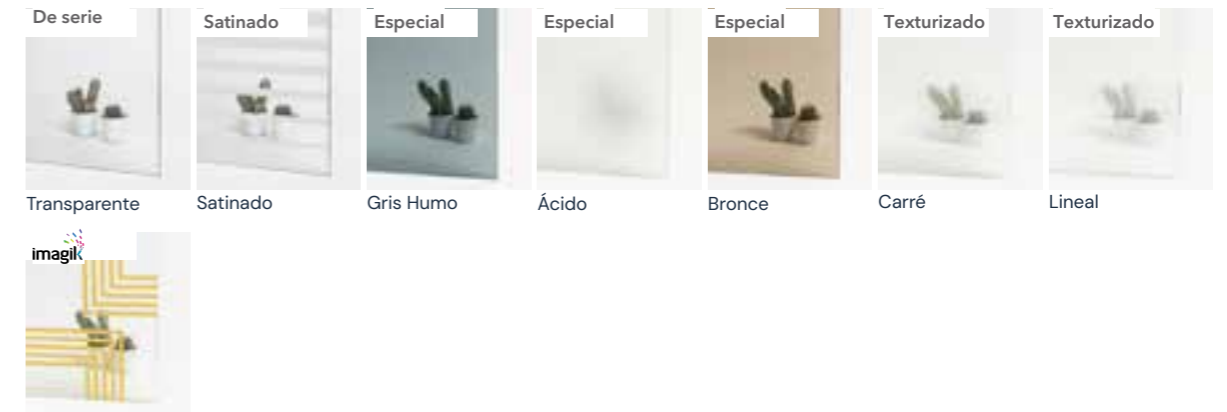 De serie
Satinado
Especial
Especial
Especial
Texturizado
Texturizado
Transparente
Satinado
Gris Humo
Ácido
Bronce
Carré
Lineal
imagik